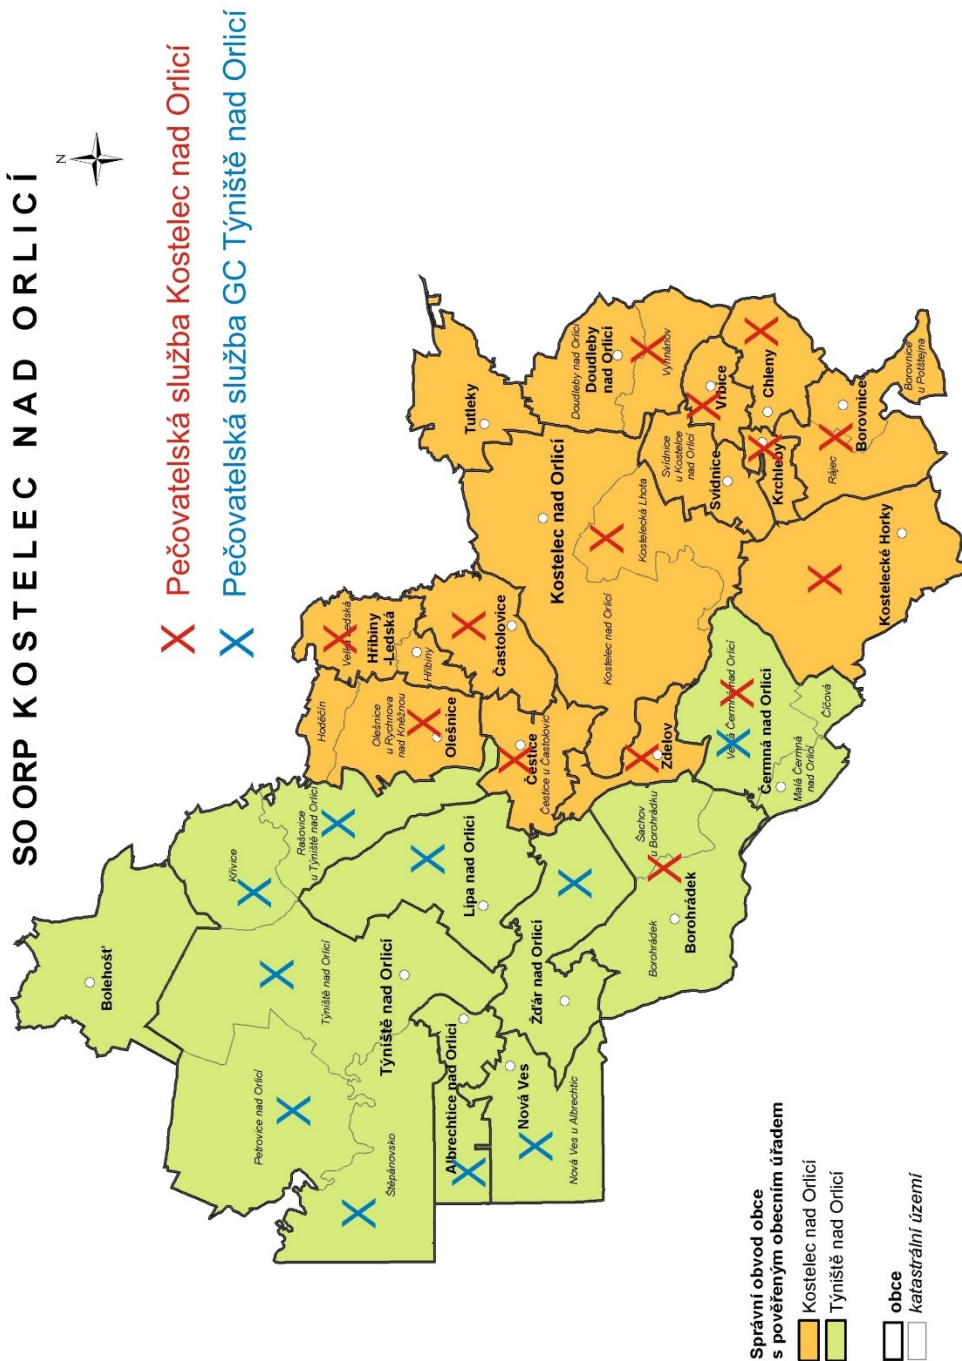 SO ORP KOSTELEC NAD ORLICÍ
N
Pečovatelská služba Kostelec nad Orlicí
Pečovatelská služba GC Týniště nad Orlicí
Bolehošť
Křivice
Rašovice
u Týniště nad Orlicí
Petrovice nad Orlicí
Týniště nad Orlicí
Týniště nad Orlicí
Štěpánovsko
Albrechtice nad Orlicí
Nová Ves
Nová Ves u Albrechtic
Lípa nad Orlicí
Žďár nad Orlicí
Borohrádek
Borohrádek
Šachov
u Borohrádku
Hoděčín
Olešnice
u Rychnova
nad Kněžnou
Olešnice
Velká Ledská
Hřibiny
-Ledská
Hřibiny
Častolovice
Čestice
Čestice u Častolovic
Zdelov
Velká Čermná nad Orlicí
Čermná nad Orlicí
Malá Čermná
nad Orlicí
Číčová
Kostelec nad Orlicí
Kostelec nad Orlicí
Kostelecká Lhota
Tutleky
Doudleby nad Orlicí
Doudleby
nad Orlicí
Vyhnánov
Svídnice
u Kostelce
nad Orlicí
Svídnice
Vrbice
Chleny
Krchleby
Rájec
Borovnice
Borovnice
u Potštejna
Kostelecké Horky
Správní obvod obce
s pověřeným obecním úřadem
Kostelec nad Orlicí
Týniště nad Orlicí
obce
katastrální území